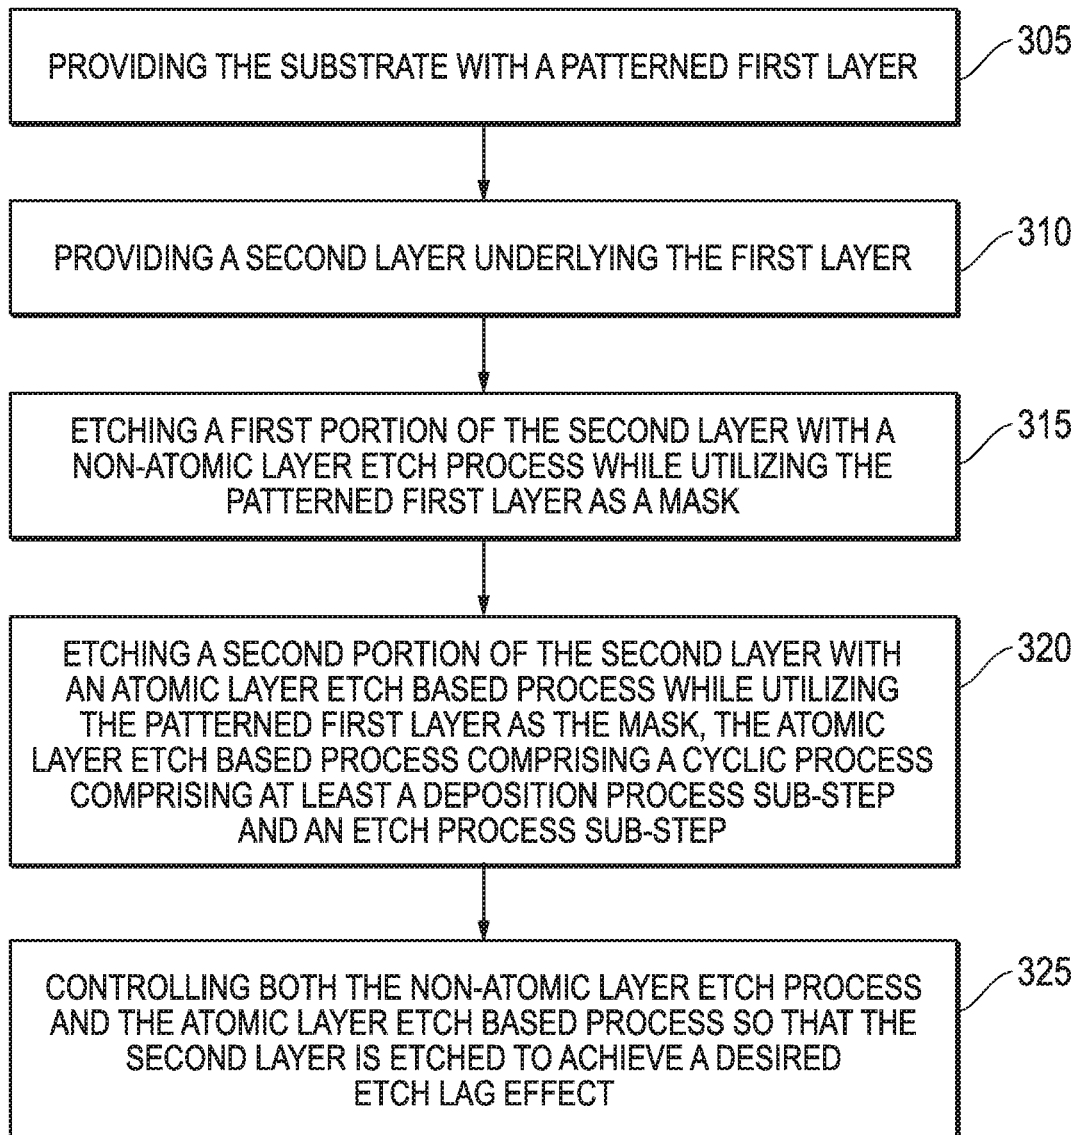 PROVIDING THE SUBSTRATE WITH A PATTERNED FIRST LAYER
305
PROVIDING A SECOND LAYER UNDERLYING THE FIRST LAYER
310
ETCHING A FIRST PORTION OF THE SECOND LAYER WITH A
NON-ATOMIC LAYER ETCH PROCESS WHILE UTILIZING THE
PATTERNED FIRST LAYER AS A MASK
315
ETCHING A SECOND PORTION OF THE SECOND LAYER WITH
AN ATOMIC LAYER ETCH BASED PROCESS WHILE UTILIZING
THE PATTERNED FIRST LAYER AS THE MASK, THE ATOMIC
LAYER ETCH BASED PROCESS COMPRISING A CYCLIC PROCESS
COMPRISING AT LEAST A DEPOSITION PROCESS SUB-STEP
AND AN ETCH PROCESS SUB-STEP
320
CONTROLLING BOTH THE NON-ATOMIC LAYER ETCH PROCESS
AND THE ATOMIC LAYER ETCH BASED PROCESS SO THAT THE
SECOND LAYER IS ETCHED TO ACHIEVE A DESIRED
ETCH LAG EFFECT
325